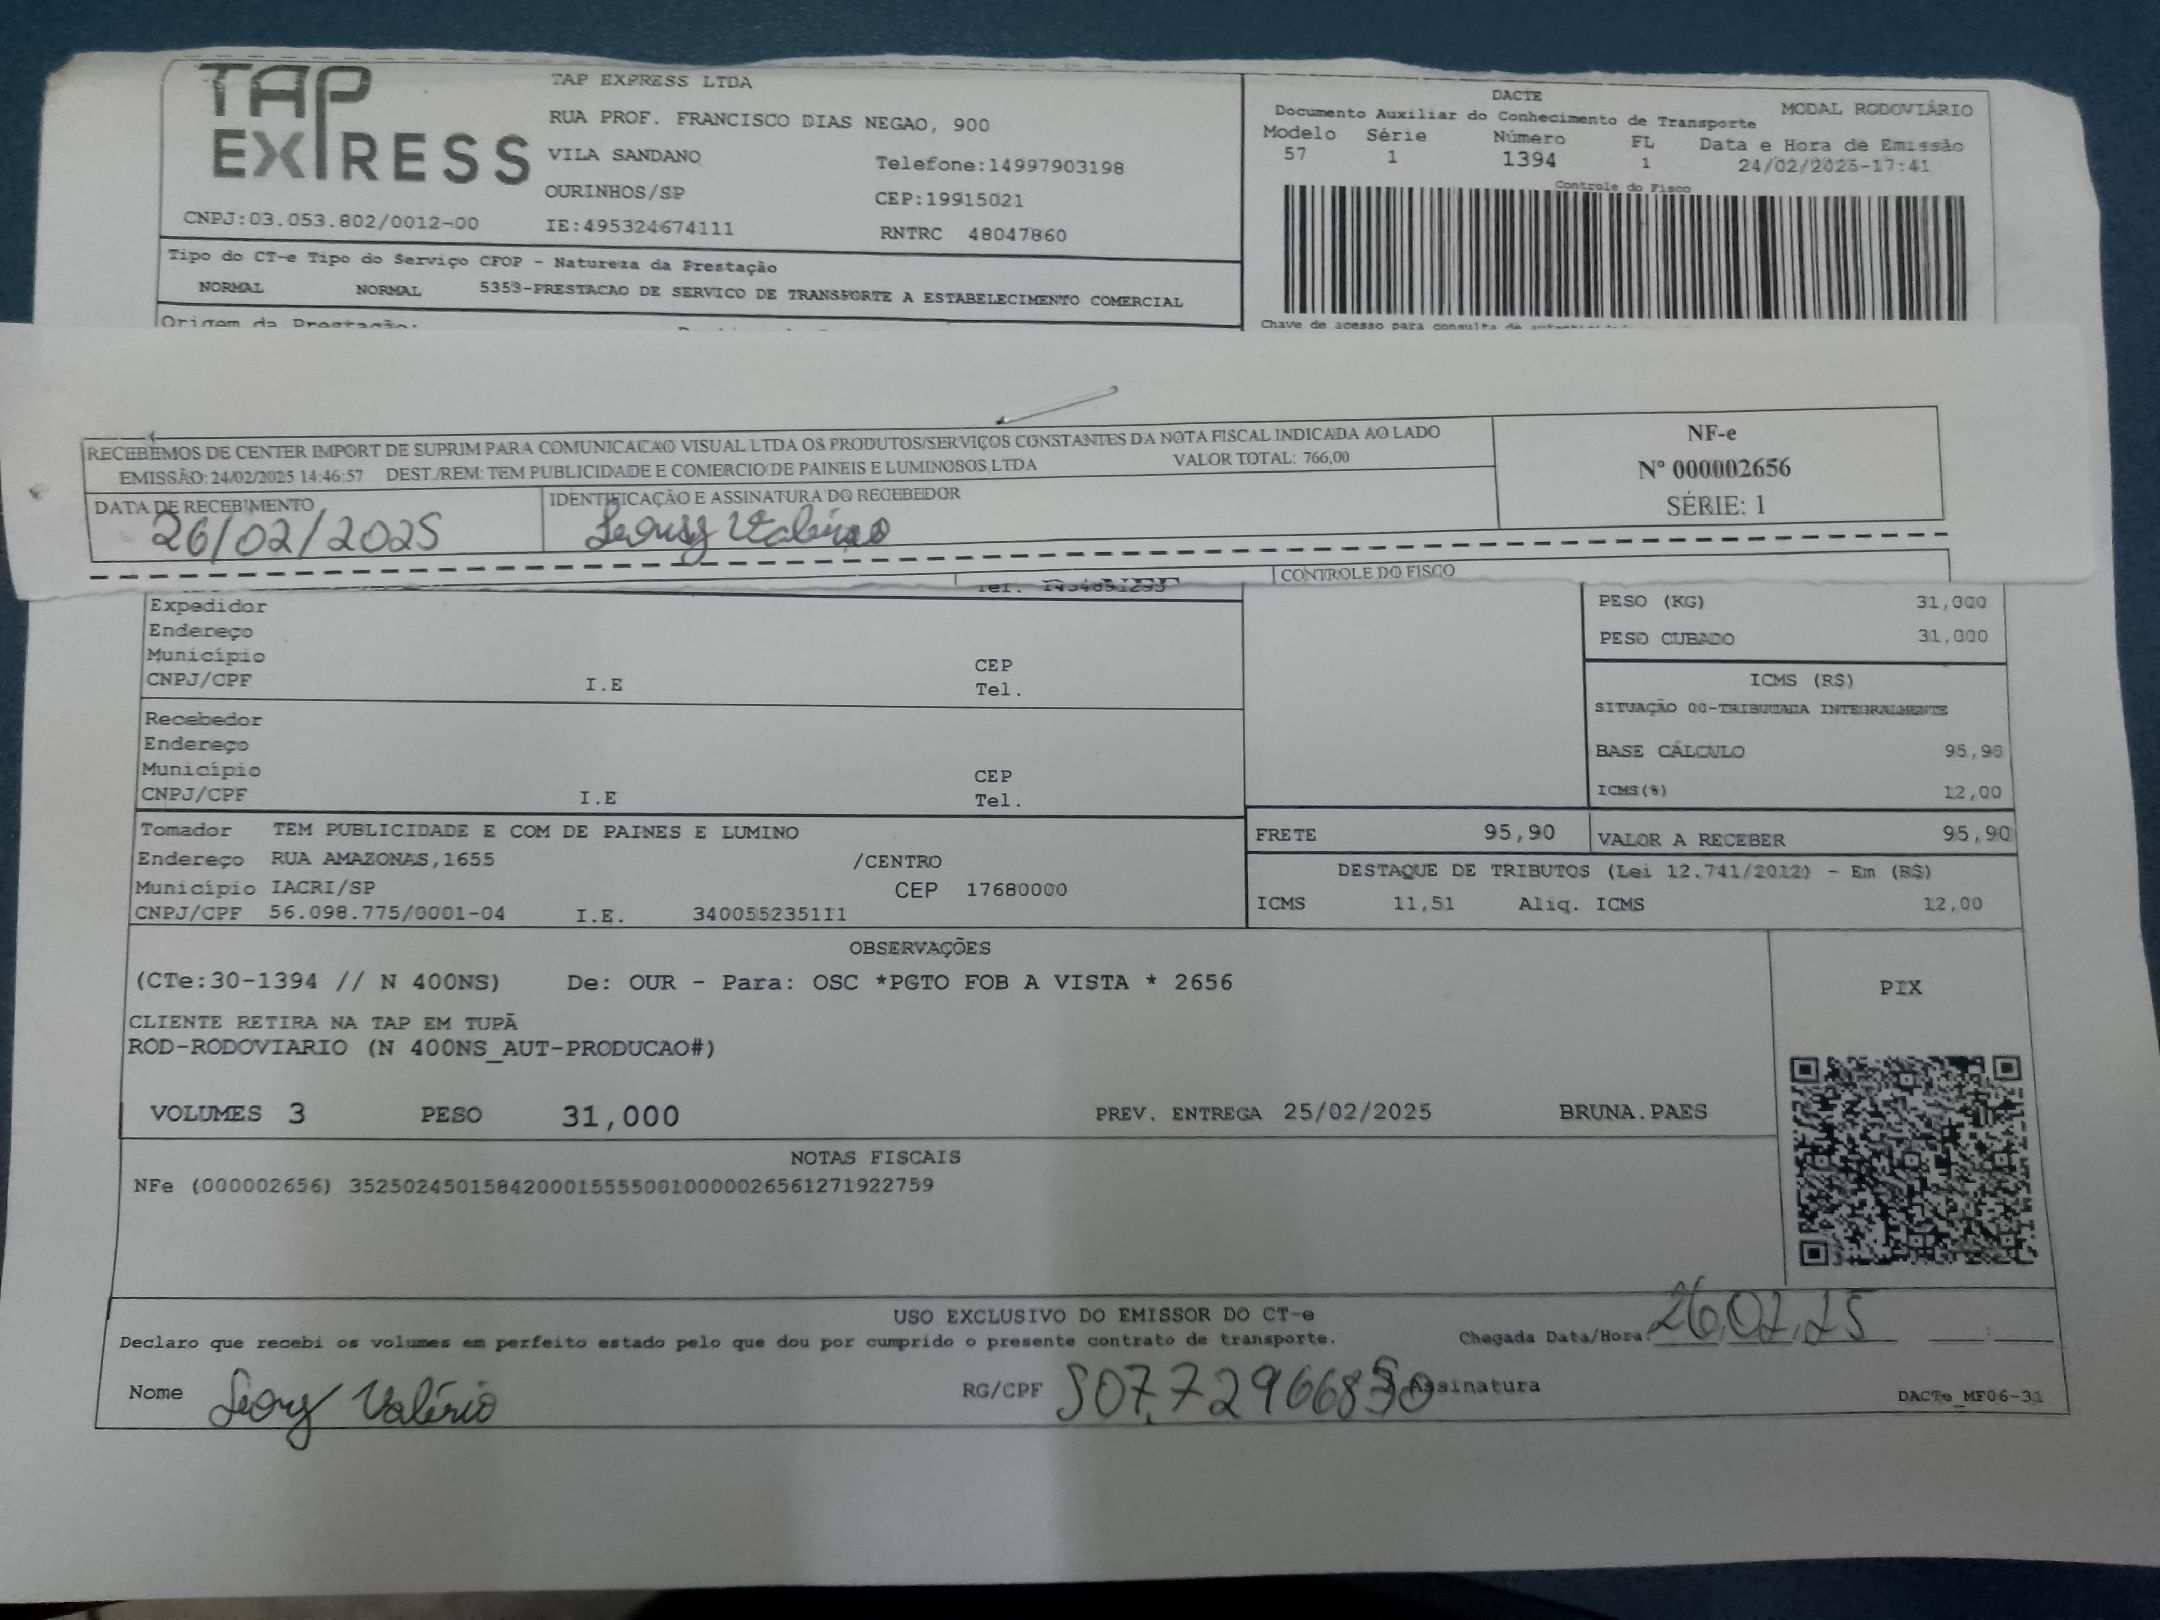 TAP EXPRESS
TAP EXPRESS LTDA
RUA PROF. FRANCISCO DIAS NEGAO, 900
VILA SANDANO Telefone:14997903198
OURINHOS/SP CEP:19915021
CNPJ:03.053.802/0012-00 IE:495324674111 RNTRC 48047860
DACTE
Documento Auxiliar do Conhecimento de Transporte MODAL RODOVIÁRIO
Modelo Série Número FL Data e Hora de Emissão
57 1 1394 1 24/02/2025-17:41
Controle do Fisco
Tipo do CT-e Tipo do Serviço CFOP - Natureza da Prestação
NORMAL NORMAL 5353-PRESTACAO DE SERVICO DE TRANSPORTE A ESTABELECIMENTO COMERCIAL
Origem da Prestação:
Chave de acesso para consulta de
RECEBEMOS DE CENTER IMPORT DE SUPRIM PARA COMUNICACAO VISUAL LTDA OS PRODUTOS/SERVIÇOS CONSTANTES DA NOTA FISCAL INDICADA AO LADO
EMISSÃO: 24/02/2025 14:46:57 DEST./REM: TEM PUBLICIDADE E COMERCIO DE PAINEIS E LUMINOSOS LTDA VALOR TOTAL: 766,00
NF-e
Nº 000002656
SÉRIE: 1
DATA DE RECEBIMENTO IDENTIFICAÇÃO E ASSINATURA DO RECEBEDOR
26/02/2025
CONTROLE DO FISCO
Expedidor
Endereço
Município CEP
CNPJ/CPF I.E Tel.
Recebedor
Endereço
Município CEP
CNPJ/CPF I.E Tel.
PESO (KG) 31,000
PESO CUBADO 31,000
ICMS (R$)
SITUAÇÃO 00-TRIBUTADA INTEGRALMENTE
BASE CÁLCULO 95,90
ICMS(%) 12,00
Tomador TEM PUBLICIDADE E COM DE PAINES E LUMINO
Endereço RUA AMAZONAS,1655 /CENTRO
Município IACRI/SP CEP 17680000
CNPJ/CPF 56.098.775/0001-04 I.E. 340055235111
FRETE 95,90 VALOR A RECEBER 95,90
DESTAQUE DE TRIBUTOS (Lei 12.741/2012) - Em (R$)
ICMS 11,51 Aliq. ICMS 12,00
OBSERVAÇÕES
(CTe:30-1394 // N 400NS) De: OUR - Para: OSC *PGTO FOB A VISTA * 2656
CLIENTE RETIRA NA TAP EM TUPÃ
ROD-RODOVIARIO (N 400NS_AUT-PRODUCAO#)
PIX
VOLUMES 3 PESO 31,000 PREV. ENTREGA 25/02/2025 BRUNA.PAES
NOTAS FISCAIS
NFe (000002656) 35250245015842000155550010000026561271922759
USO EXCLUSIVO DO EMISSOR DO CT-e
Declaro que recebi os volumes em perfeito estado pelo que dou por cumprido o presente contrato de transporte. Chegada Data/Hora: 26.02.25
Nome Valério RG/CPF Assinatura DACTe_MF06-31